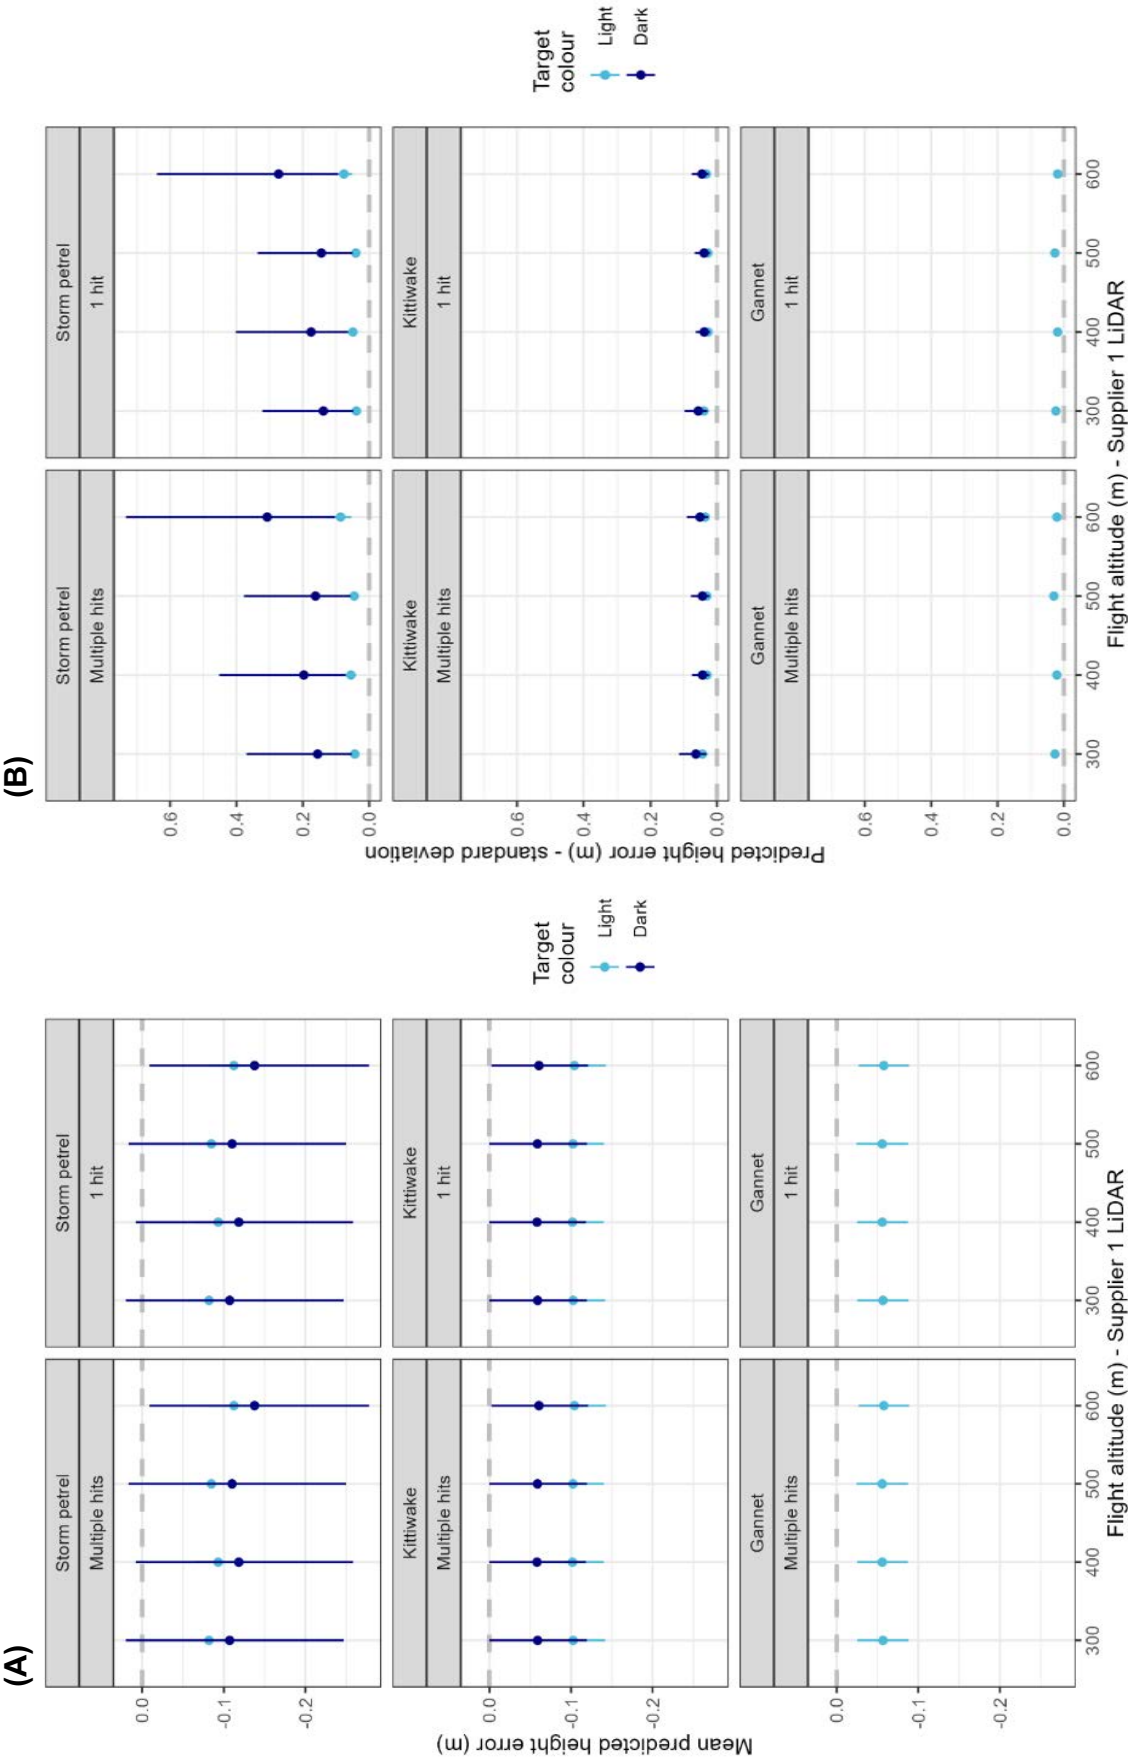 (A)
Storm petrel
Multiple hits
Storm petrel
1 hit
0.0
-0.1
-0.2
Kittiwake
Multiple hits
Kittiwake
1 hit
0.0
-0.1
-0.2
Gannet
Multiple hits
Gannet
1 hit
0.0
-0.1
-0.2
300
400
500
600
300
400
500
600
Mean predicted height error (m)
Flight altitude (m) - Supplier 1 LiDAR
Target
colour
Light
Dark
(B)
Storm petrel
Multiple hits
Storm petrel
1 hit
0.6
0.4
0.2
0.0
Kittiwake
Multiple hits
Kittiwake
1 hit
0.6
0.4
0.2
0.0
Gannet
Multiple hits
Gannet
1 hit
0.6
0.4
0.2
0.0
300
400
500
600
300
400
500
600
Predicted height error (m) - standard deviation
Flight altitude (m) - Supplier 1 LiDAR
Target
colour
Light
Dark